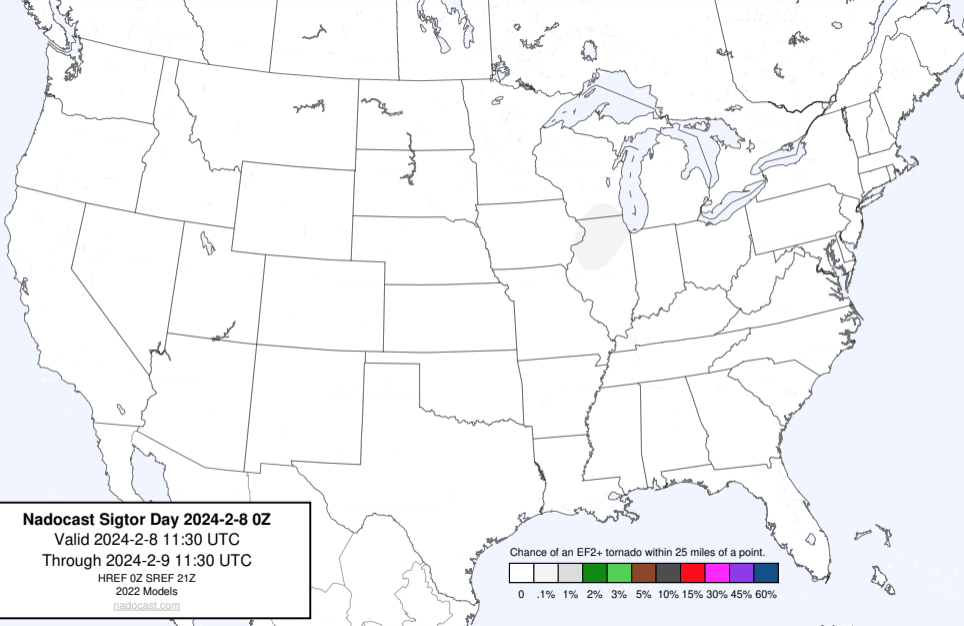 Nadocast Sigtor Day 2024-2-8 0Z
Valid 2024-2-8 11:30 UTC
Through 2024-2-9 11:30 UTC
HREF 0Z SREF 21Z
2022 Models
nadocast.com
Chance of an EF2+ tornado within 25 miles of a point.
0 .1% 1% 2% 3% 5% 10% 15% 30% 45% 60%